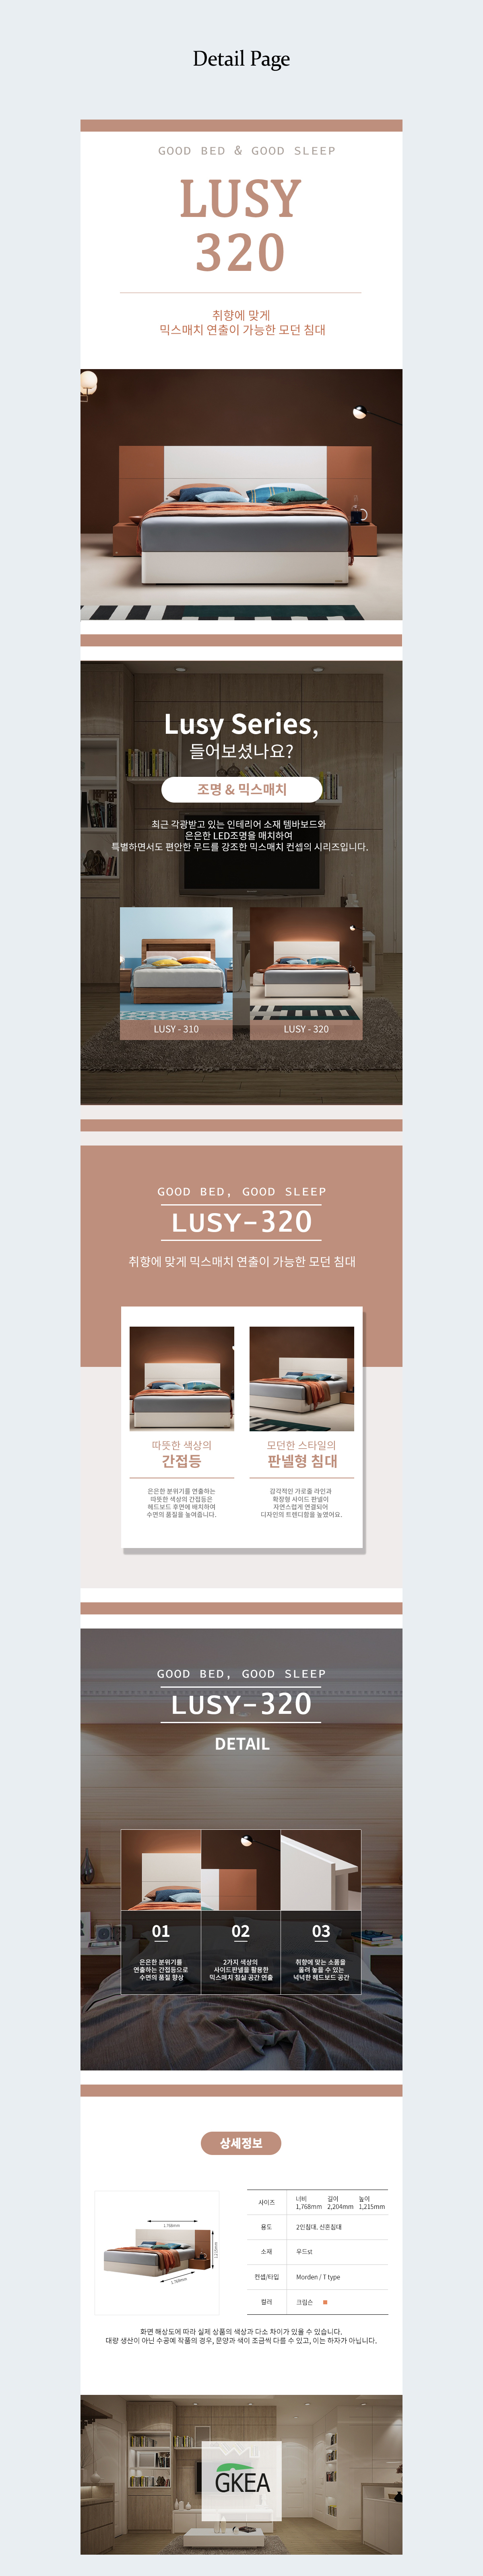 Detail Page
GOOD BED & GOOD SLEEP
LUSY
320
취향에 맞게
믹스매치 연출이 가능한 모던 침대
Lusy Series,
들어보셨나요?
조명 & 믹스매치
최근 각광받고 있는 인테리어 소재 템바보드와
은은한 LED조명을 매치하여
특별하면서도 편안한 무드를 강조한 믹스매치 컨셉의 시리즈입니다.
LUSY - 310
LUSY - 320
GOOD BED, GOOD SLEEP
LUSY-320
취향에 맞게 믹스매치 연출이 가능한 모던 침대
따뜻한 색상의
간접등
은은한 분위기를 연출하는
따뜻한 색상의 간접등은
헤드보드 후면에 배치하여
수면의 품질을 높여줍니다.
모던한 스타일의
판넬형 침대
감각적인 가로줄 라인과
확장형 사이드 판넬이
자연스럽게 연결되어
디자인의 트렌디함을 높였어요.
GOOD BED, GOOD SLEEP
LUSY-320
DETAIL
01
은은한 분위기를
연출하는 간접등으로
수면의 품질 향상
02
2가지 색상의
사이드판넬을 활용한
믹스매치 침실 공간 연출
03
취향에 맞는 소품을
올려 놓을 수 있는
넉넉한 헤드보드 공간
상세정보
1,768mm
1,215mm
사이즈
너비 길이 높이
1,768mm 2,204mm 1,215mm
용도 2인침대, 신혼침대
소재
컨셉/타입 Morden / T type
컬러 크림슨
화면 해상도에 따라 실제 상품의 색상과 다소 차이가 있을 수 있습니다.
대량 생산이 아닌 수공예 작품의 경우, 문양과 색이 조금씩 다를 수 있고, 이는 하자가 아닙니다.
GKEA